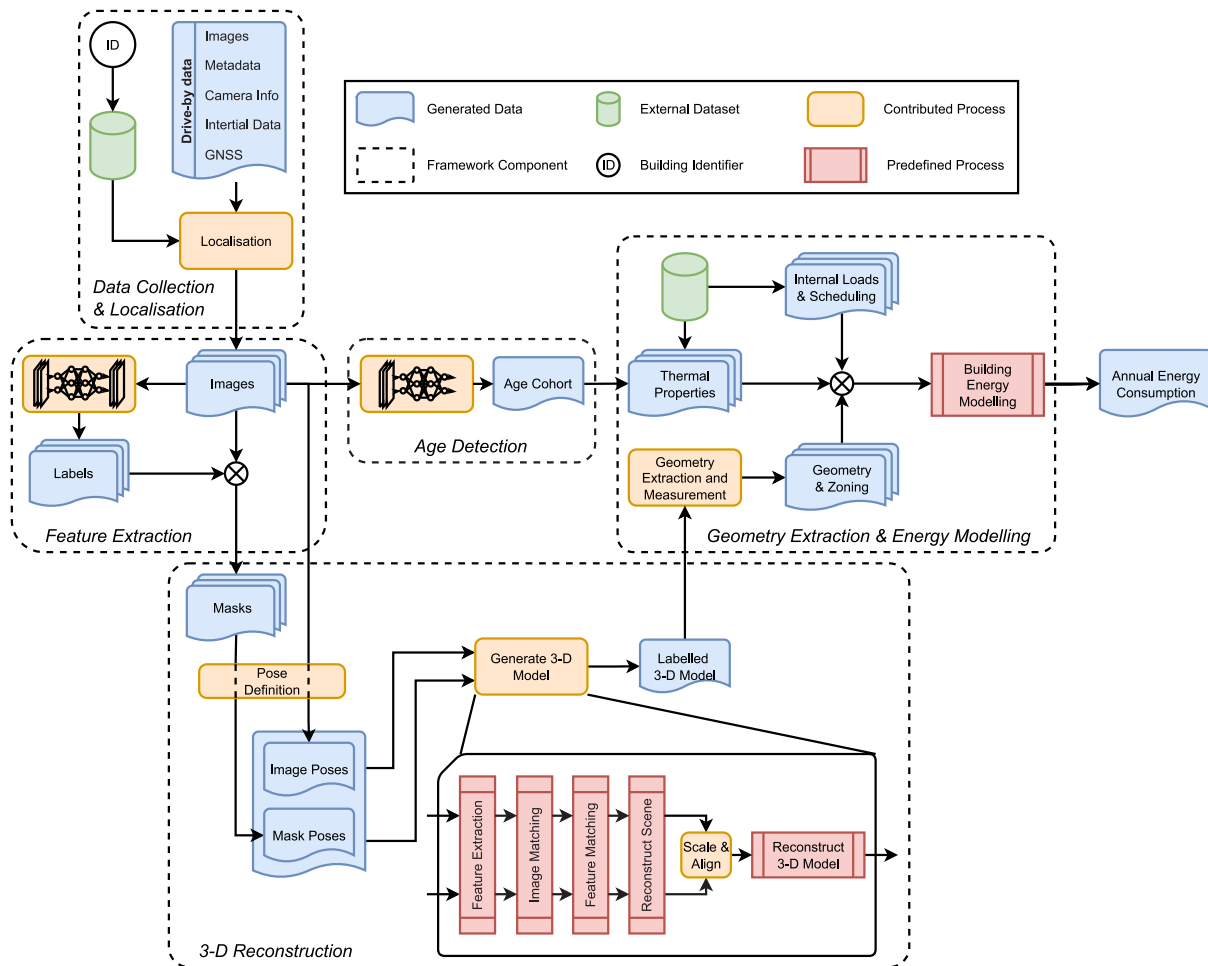 ID
Drive-by data
Images
Metadata
Camera Info
Intertial Data
GNSS
Localisation
Data Collection
& Localisation
Generated Data
External Dataset
Contributed Process
Framework Component
ID
Building Identifier
Predefined Process
Images
Labels
Feature Extraction
Age Cohort
Age Detection
Internal Loads
& Scheduling
Thermal
Properties
Building
Energy
Modelling
Annual Energy
Consumption
Geometry
Extraction and
Measurement
Geometry
& Zoning
Geometry Extraction & Energy Modelling
Masks
Pose
Definition
Image Poses
Mask Poses
Generate 3-D
Model
Labelled
3-D Model
Feature Extraction
Image Matching
Feature Matching
Reconstruct Scene
Scale &
Align
Reconstruct
3-D Model
3-D Reconstruction